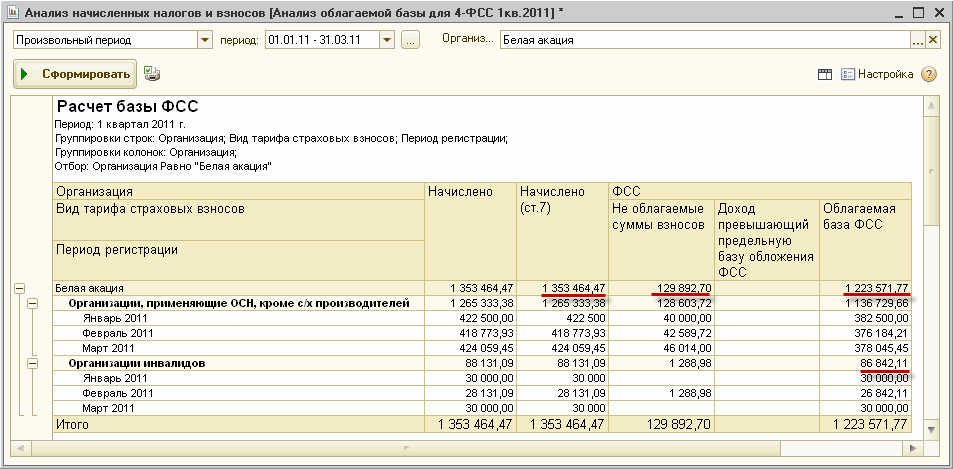 Анализ начисленных налогов и взносов [Анализ облагаемой базы для 4-ФСС 1кв.2011] *
Произвольный период период: 01.01.11 - 31.03.11 ... Организ... Белая акация
Сформировать Настройка
Расчет базы ФСС
Период: 1 квартал 2011 г.
Группировки строк: Организация; Вид тарифа страховых взносов; Период регистрации;
Группировки колонок: Организация;
Отбор: Организация Равно "Белая акация"
Организация Начислено Начислено (ст.7) ФСС
Вид тарифа страховых взносов Не облагаемые суммы взносов Доход превышающий предельную базу обложения ФСС Облагаемая база ФСС
Период регистрации
Белая акация 1 353 464,47 1 353 464,47 129 892,70 1 223 571,77
Организации, применяющие ОСН, кроме с/х производителей 1 265 333,38 1 265 333,38 128 603,72 1 136 729,66
Январь 2011 422 500,00 422 500 40 000,00 382 500,00
Февраль 2011 418 773,93 418 773,93 42 589,72 376 184,21
Март 2011 424 059,45 424 059,45 46 014,00 378 045,45
Организации инвалидов 88 131,09 88 131,09 1 288,98 86 842,11
Январь 2011 30 000,00 30 000 30 000,00
Февраль 2011 28 131,09 28 131,09 1 288,98 26 842,11
Март 2011 30 000,00 30 000 30 000,00
Итого 1 353 464,47 1 353 464,47 129 892,70 1 223 571,77